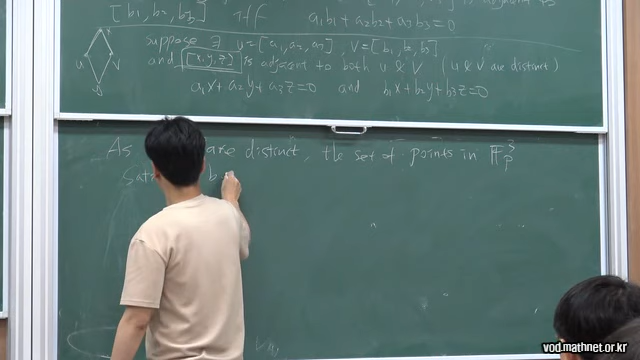 [b1, b2, b3] iff a1b1 + a2b2 + a3b3 = 0
suppose ∃ u = [a1, a2, a3], v = [b1, b2, b3]
and [x, y, z] is adjacent to both u & v (u & v are distinct)
u v
a1x + a2y + a3z = 0 and b1x + b2y + b3z = 0
As are distinct, the set of points in F_p^3
vod.mathnet.or.kr